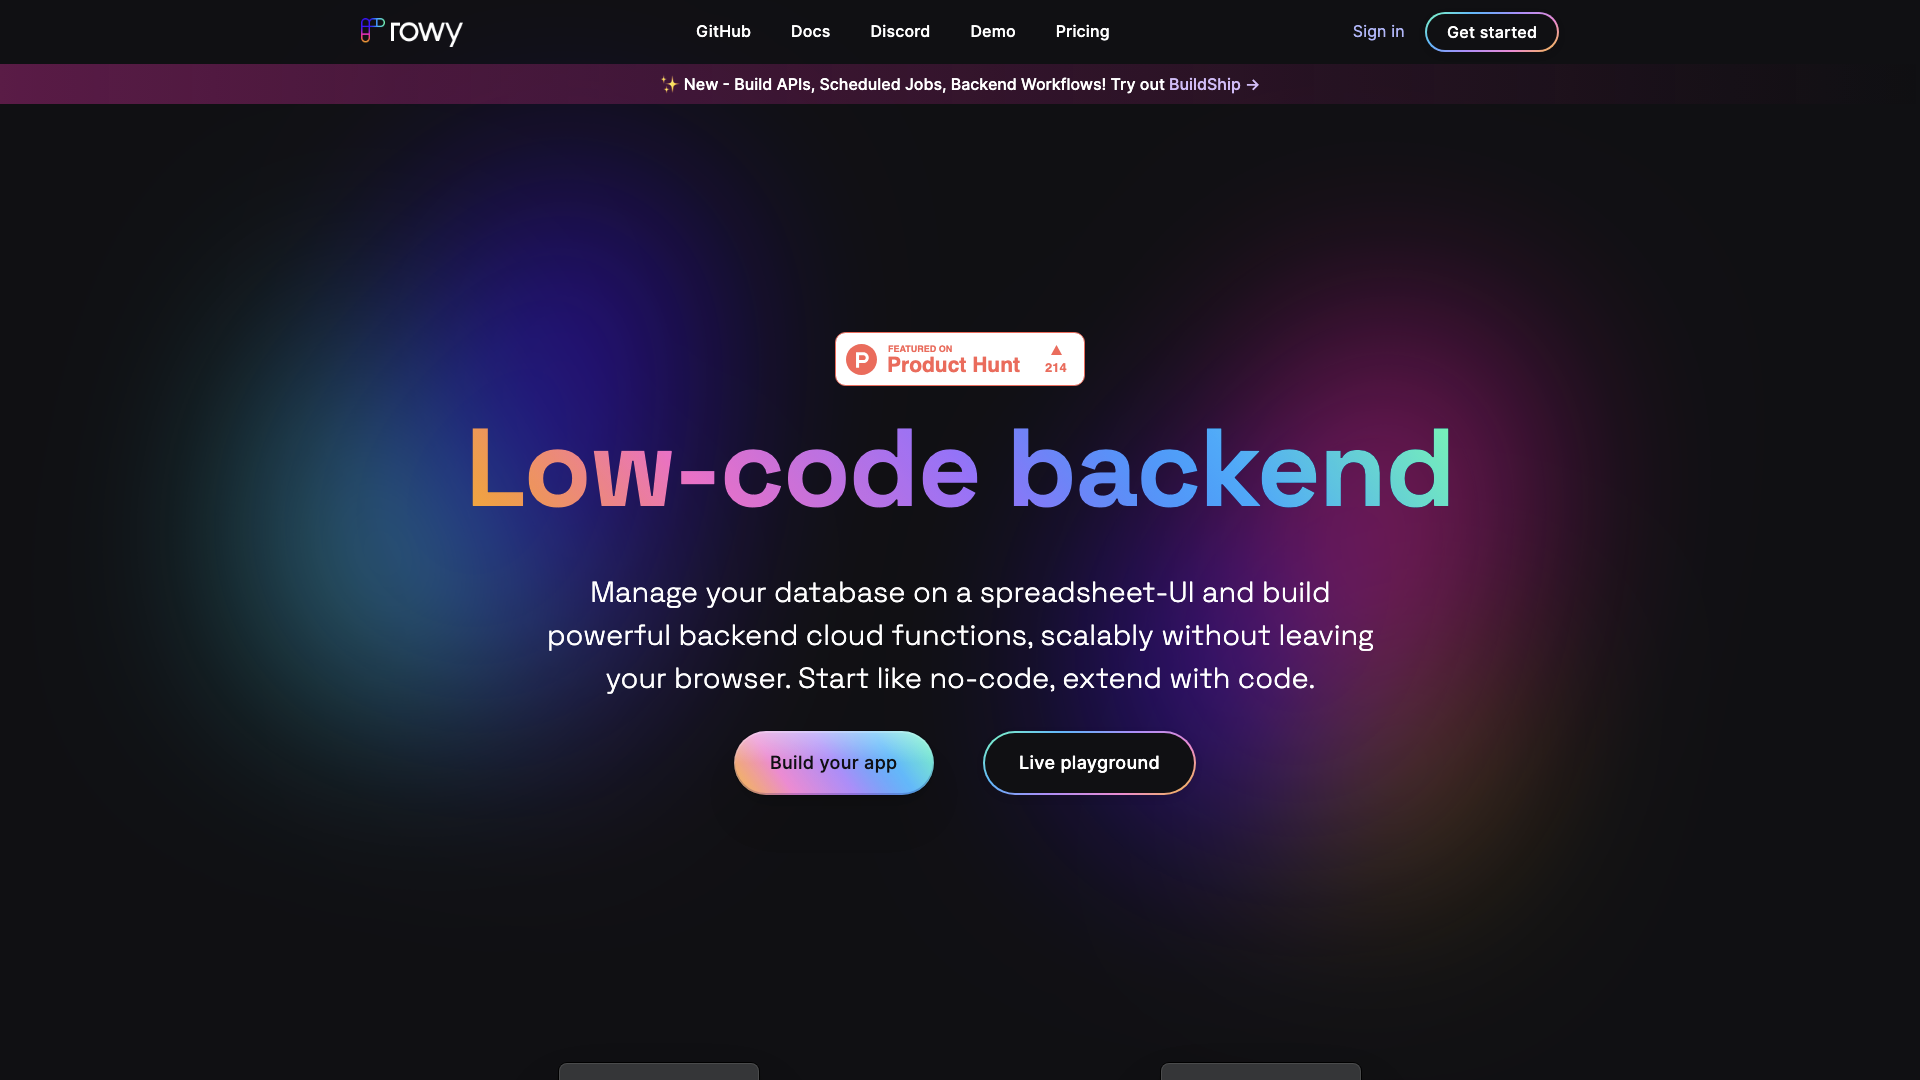 rowy
GitHub
Docs
Discord
Demo
Pricing
Sign in
Get started
✨ New - Build APIs, Scheduled Jobs, Backend Workflows! Try out BuildShip →
FEATURED ON
Product Hunt
▲
214
Low-code backend
Manage your database on a spreadsheet-UI and build
powerful backend cloud functions, scalably without leaving
your browser. Start like no-code, extend with code.
Build your app
Live playground